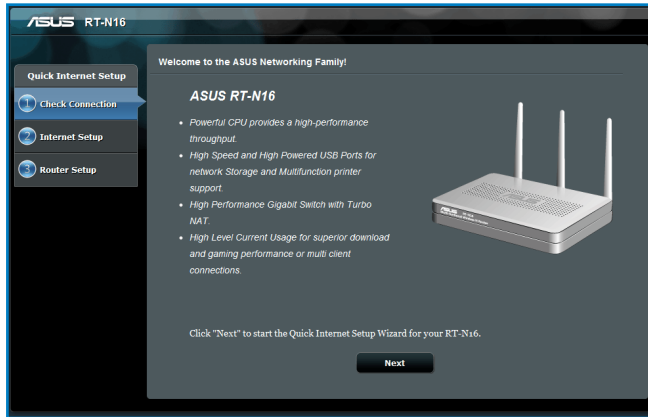 ASUS RT-N16
Welcome to the ASUS Networking Family!
Quick Internet Setup
1 Check Connection
2 Internet Setup
3 Router Setup
ASUS RT-N16
• Powerful CPU provides a high-performance
throughput.
• High Speed and High Powered USB Ports for
network Storage and Multifunction printer
support.
• High Performance Gigabit Switch with Turbo
NAT.
• High Level Current Usage for superior download
and gaming performance or multi client
connections.
Click "Next" to start the Quick Internet Setup Wizard for your RT-N16.
Next